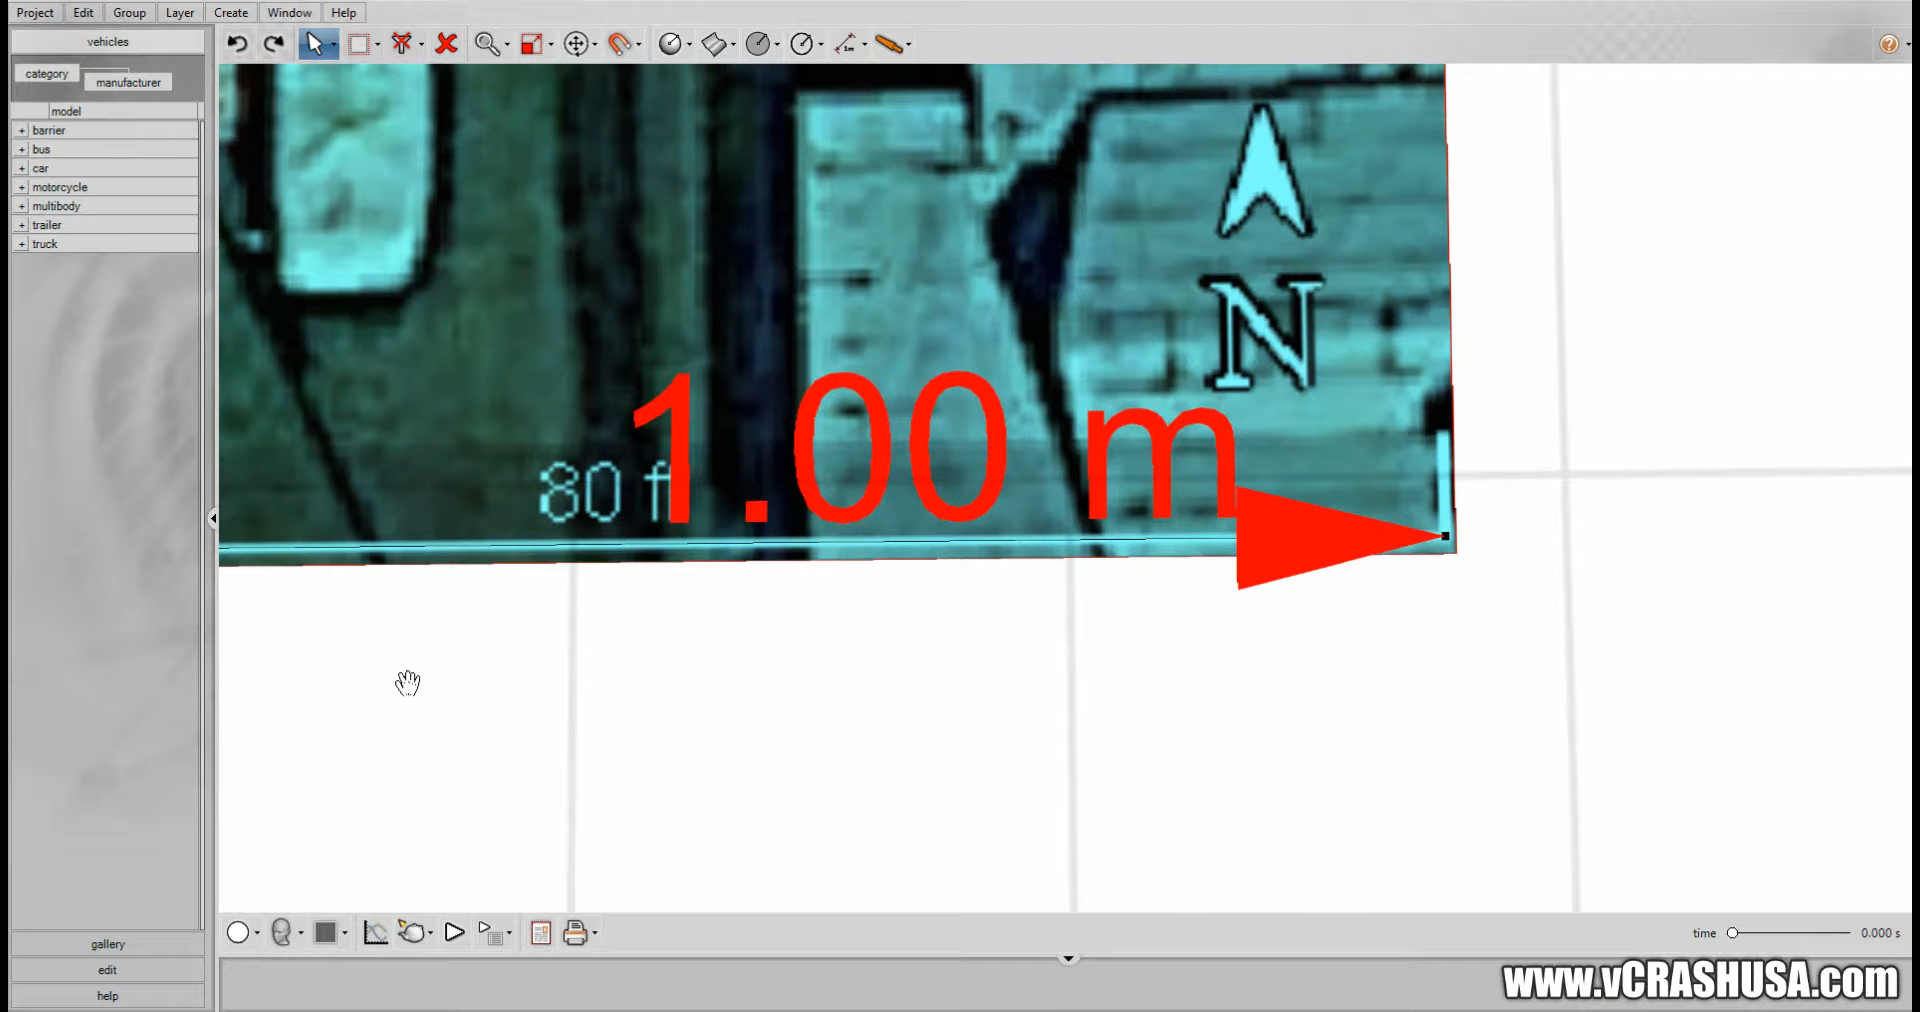 Project Edit Group Layer Create Window Help
vehicles
category
manufacturer
model
+ barrier
+ bus
+ car
+ motorcycle
+ multibody
+ trailer
+ truck
N
1.00 m
80 f
1m
gallery
edit
help
time 0.000 s
www.vCRASHUSA.com